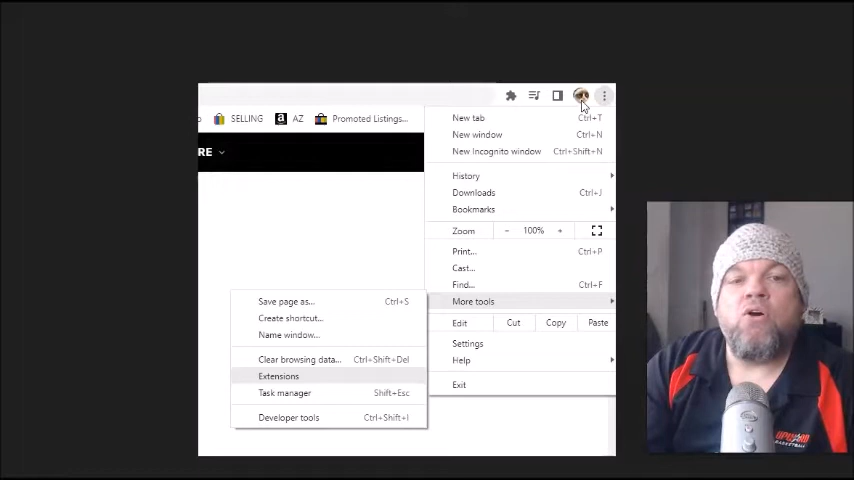 SELLING
AZ
Promoted Listings...
RE
New tab Ctrl+T
New window Ctrl+N
New Incognito window Ctrl+Shift+N
History
Downloads Ctrl+J
Bookmarks
Zoom - 100% +
Print... Ctrl+P
Cast...
Find... Ctrl+F
More tools
Edit Cut Copy Paste
Settings
Help
Exit
Save page as... Ctrl+S
Create shortcut...
Name window...
Clear browsing data... Ctrl+Shift+Del
Extensions
Task manager Shift+Esc
Developer tools Ctrl+Shift+I
BASKETBALL